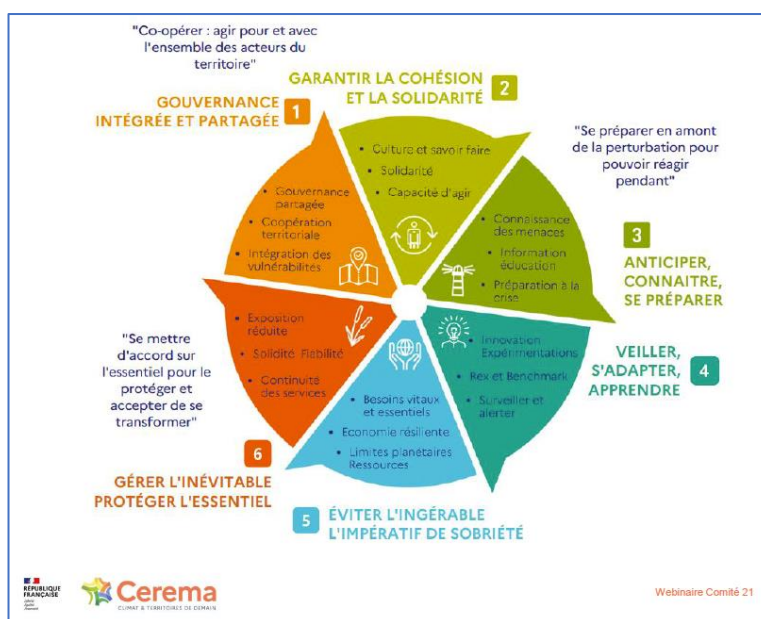 "Co-opérer : agir pour et avec
l'ensemble des acteurs du
territoire"
GARANTIR LA COHÉSION
ET LA SOLIDARITÉ
2
GOUVERNANCE
INTÉGRÉE ET PARTAGÉE
1
"Se préparer en amont
de la perturbation pour
pouvoir réagir
pendant"
• Culture et savoir faire
• Solidarité
• Capacité d'agir
• Gouvernance
partagée
• Coopération
territoriale
• Intégration des
vulnérabilités
• Connaissance
des menaces
• Information
éducation
• Préparation à la
crise
3
ANTICIPER,
CONNAITRE,
SE PRÉPARER
• Exposition
réduite
• Solidité Fiabilité
• Continuité
des services
• Innovation
Expérimentations
• Rex et Benchmark
• Surveiller et
alerter
VEILLER,
S'ADAPTER,
APPRENDRE
4
"Se mettre
d'accord sur
l'essentiel pour le
protéger et
accepter de se
transformer"
• Besoins vitaux
et essentiels
• Economie résiliente
• Limites planétaires
Ressources
6
GÉRER L'INÉVITABLE
PROTÉGER L'ESSENTIEL
5
ÉVITER L'INGÉRABLE
L'IMPÉRATIF DE SOBRIÉTÉ
RÉPUBLIQUE
FRANÇAISE
Cerema
CLIMAT & TERRITOIRES DE DEMAIN
Webinaire Comité 21